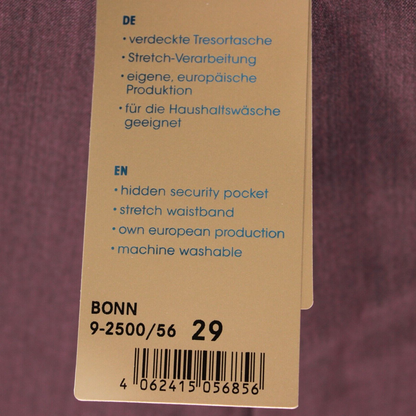 DE
• verdeckte Tresortasche
• Stretch-Verarbeitung
• eigene, europäische
Produktion
• für die Haushaltswäsche
geeignet
EN
• hidden security pocket
• stretch waistband
• own european production
• machine washable
BONN
9-2500/56 29
4 062415 056856